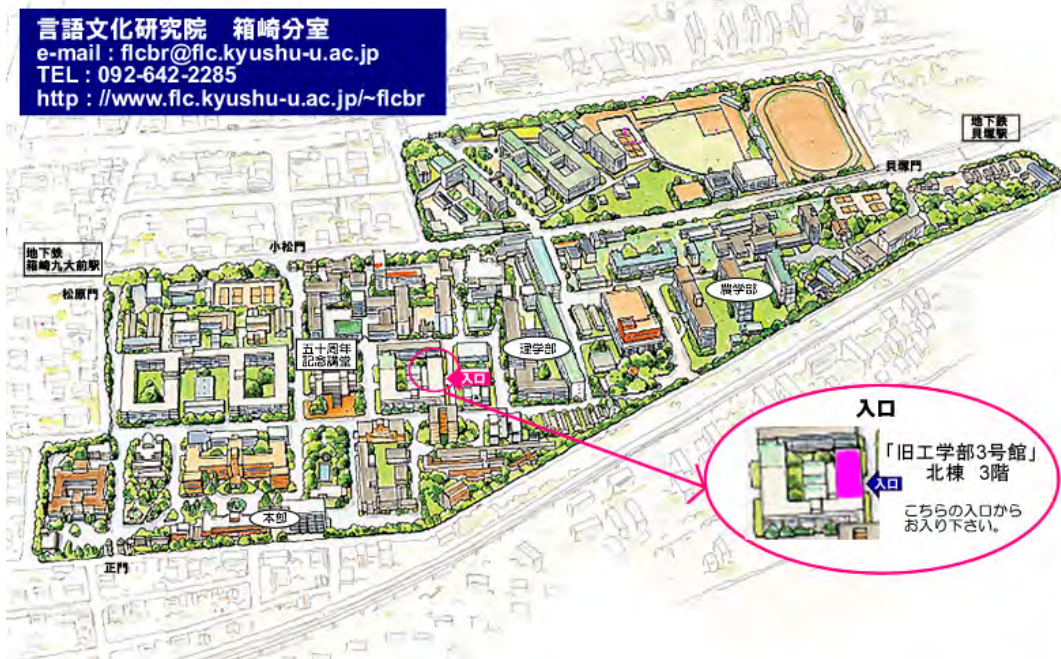 言語文化研究院　箱崎分室
e-mail : flcbr@flc.kyushu-u.ac.jp
TEL : 092-642-2285
http : //www.flc.kyushu-u.ac.jp/~flcbr
地下鉄
貝塚駅
貝塚門
小松門
地下鉄
箱崎九大前駅
松原門
農学部
五十周年
記念講堂
理学部
入口
入口
「旧工学部3号館」
北棟 3階
入口
こちらの入口から
お入り下さい。
本部
正門